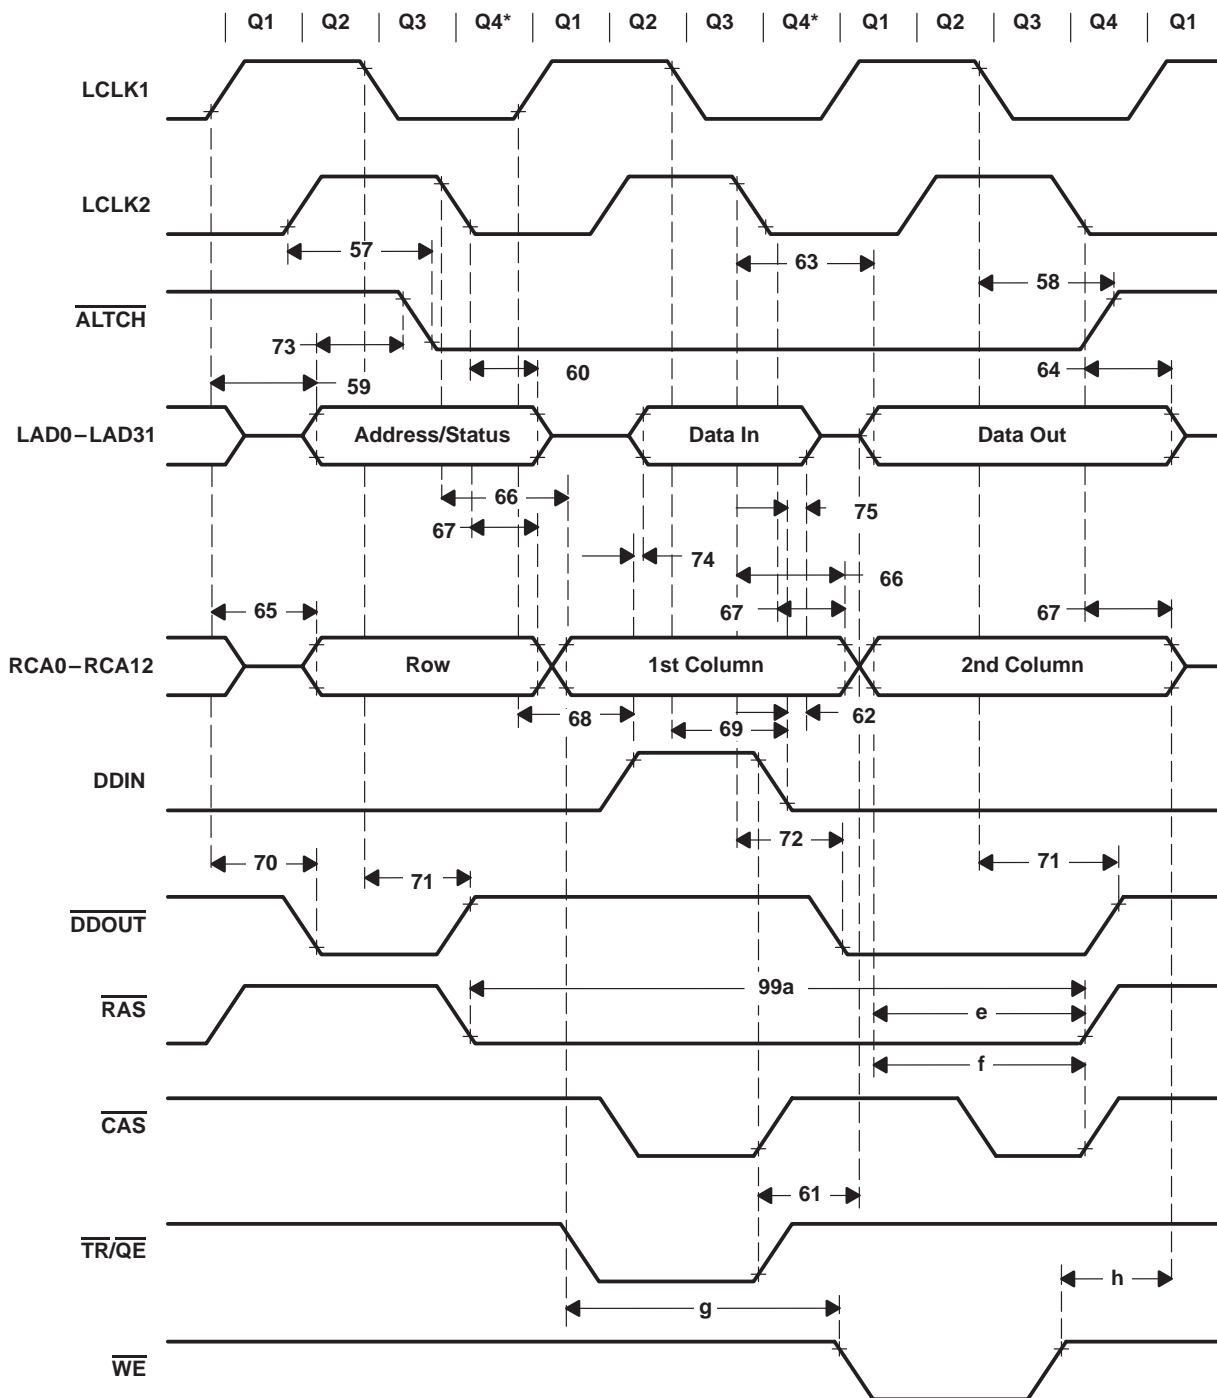 Q1 Q2 Q3 Q4* Q1 Q2 Q3 Q4* Q1 Q2 Q3 Q4 Q1
LCLK1
LCLK2
57
63
58
ALTCH
73
60
64
59
LAD0–LAD31 Address/Status Data In Data Out
66
75
67
74
66
65
67
67
RCA0–RCA12 Row 1st Column 2nd Column
68
62
69
DDIN
72
70
71
71
DDOUT
99a
RAS
e
f
CAS
61
TR/QE
h
g
WE